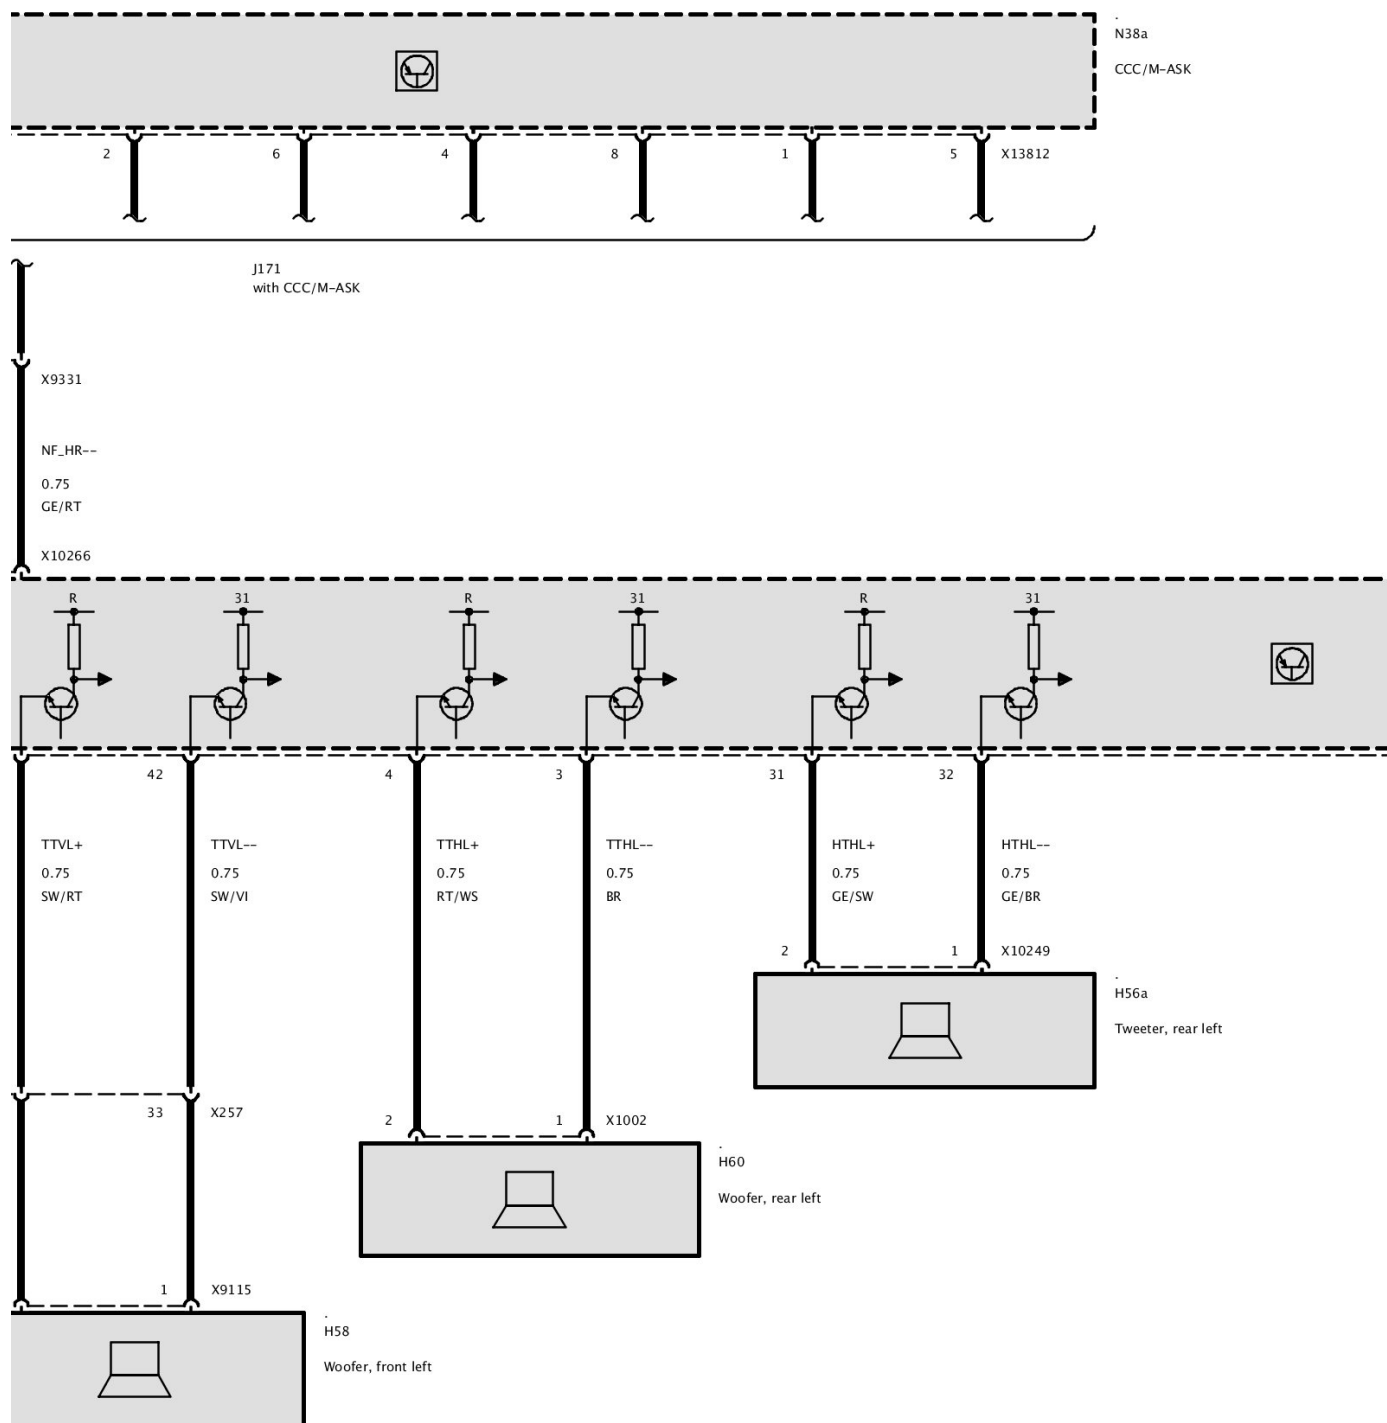 .
N38a
CCC/M-ASK
2 6 4 8 1 5 X13812
J171
with CCC/M-ASK
X9331
NF_HR--
0.75
GE/RT
X10266
R 31 R 31 R 31
42 4 3 31 32
TTVL+ TTVL-- TTHL+ TTHL-- HTHL+ HTHL--
0.75 0.75 0.75 0.75 0.75 0.75
SW/RT SW/VI RT/WS BR GE/SW GE/BR
2 1 X10249
.
H56a
Tweeter, rear left
33 X257
2 1 X1002
.
H60
Woofer, rear left
1 X9115
.
H58
Woofer, front left